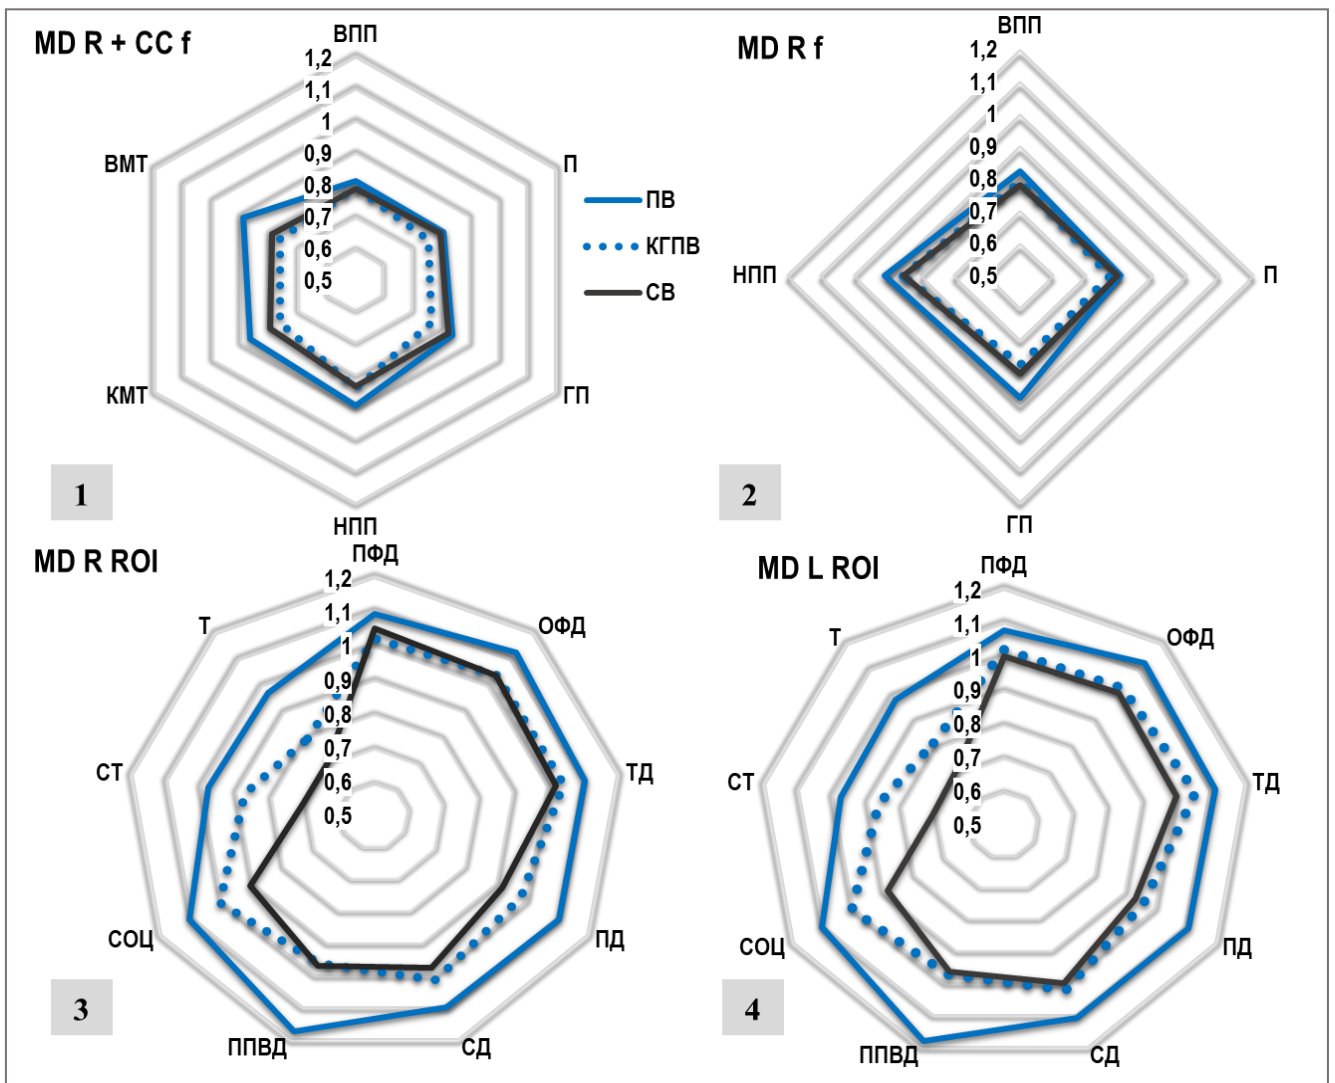 MD R + CC f
ВПП
1,2
1,1
1
0,9
0,8
0,7
0,6
0,5
П
ГП
НПП
КМТ
ВМТ
1
ПВ
КГПВ
СВ
MD R f
ВПП
1,2
1,1
1
0,9
0,8
0,7
0,6
0,5
П
ГП
НПП
2
MD R ROI
ПФД
1,2
1,1
1
0,9
0,8
0,7
0,6
0,5
ОФД
ТД
ПД
СД
ППВД
СОЦ
СТ
Т
3
MD L ROI
ПФД
1,2
1,1
1
0,9
0,8
0,7
0,6
0,5
ОФД
ТД
ПД
СД
ППВД
СОЦ
СТ
Т
4